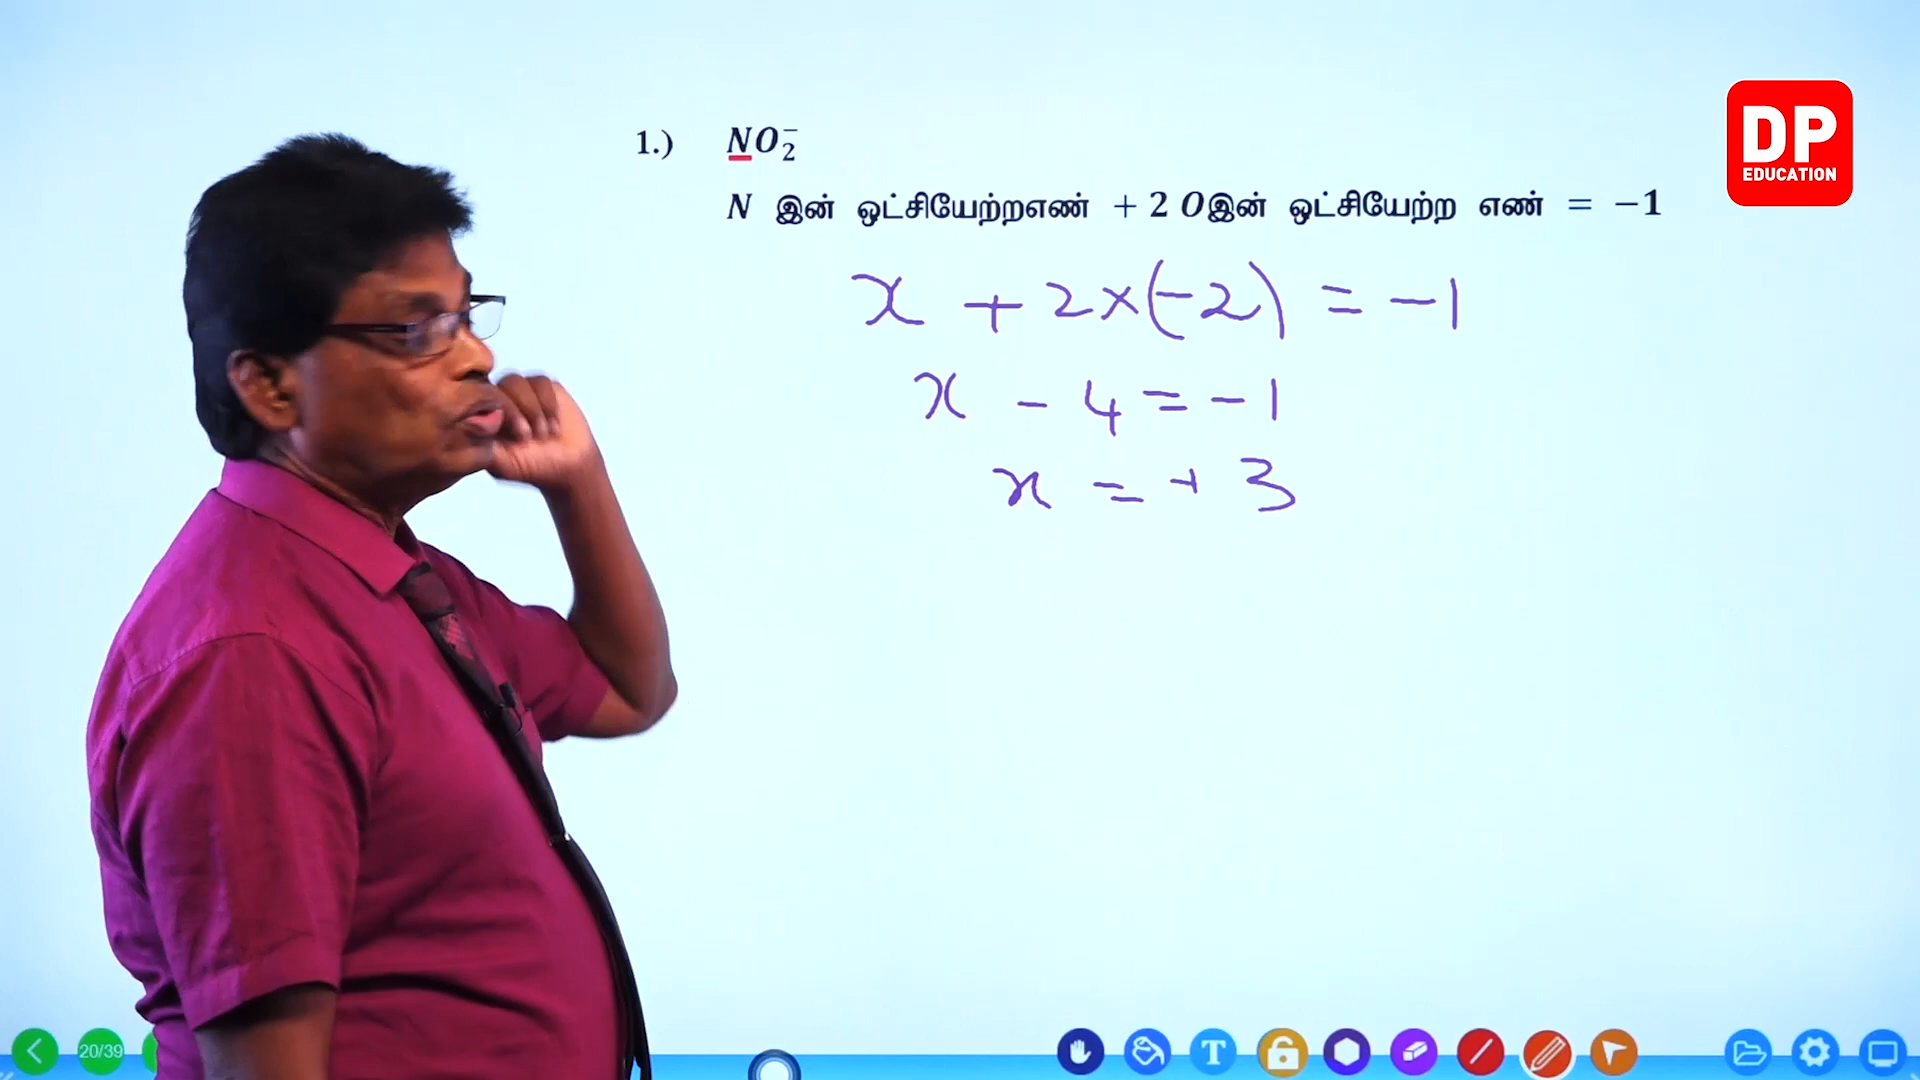 1.) NO₂⁻
N இன் ஒட்சியேற்றஎண் + 2 Oஇன் ஒட்சியேற்ற எண் = −1
x + 2×(−2) = −1
x − 4 = −1
x = + 3
DP
EDUCATION
20/39
T